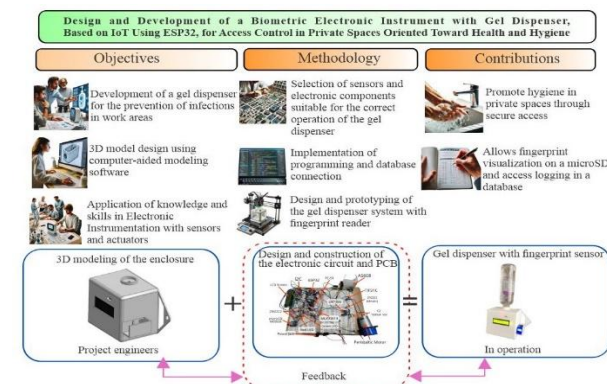 Design and Development of a Biometric Electronic Instrument with Gel Dispenser,
Based on IoT Using ESP32, for Access Control in Private Spaces Oriented Toward Health and Hygiene
Objectives
Development of a gel dispenser
for the prevention of infections
in work areas
3D model design using
computer-aided modeling
software
Application of knowledge and
skills in Electronic
Instrumentation with sensors
and actuators
Methodology
Selection of sensors and
electronic components
suitable for the correct
operation of the gel
dispenser
Implementation of
programming and database
connection
Design and prototyping of
the gel dispenser system with
fingerprint reader
Contributions
Promote hygiene in
private spaces through
secure access
Allows fingerprint
visualization on a microSD
and access logging in a
database
3D modeling of the enclosure
Project engineers
+
Design and construction
of the electronic circuit and PCB
=
Gel dispenser with fingerprint sensor
In operation
Feedback